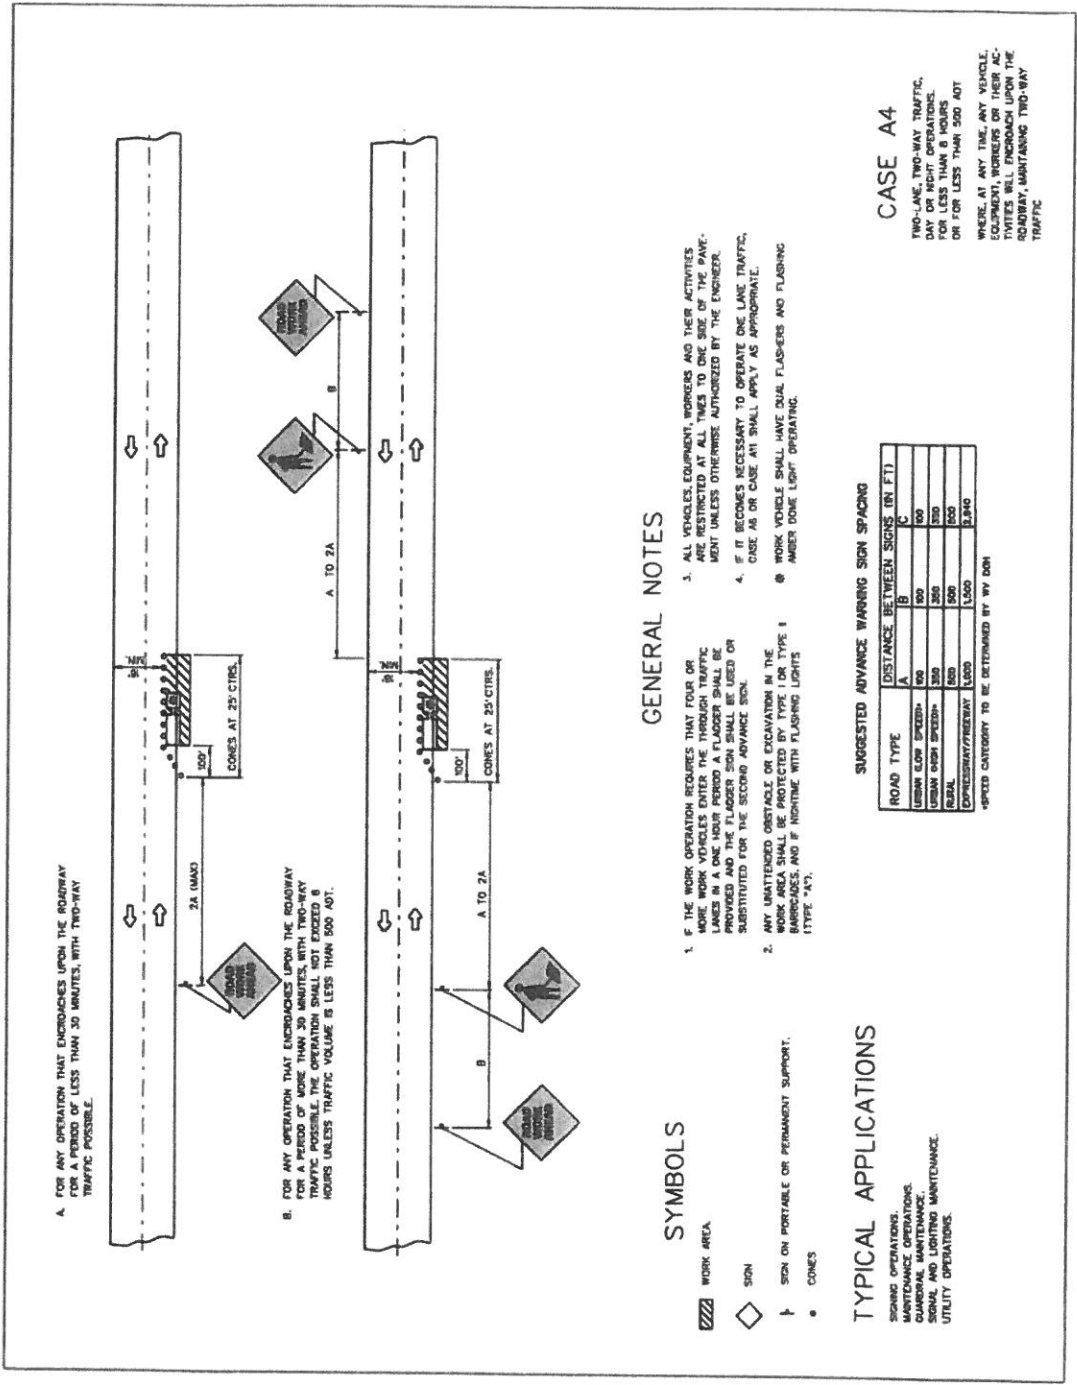 A. FOR ANY OPERATION THAT ENCROACHES UPON THE ROADWAY
FOR A PERIOD OF LESS THAN 30 MINUTES, WITH TWO-WAY
TRAFFIC POSSIBLE.
16'
MIN.
100'
2A (MAX)
CONES AT 25' CTRS.
ROAD
WORK
AHEAD
B. FOR ANY OPERATION THAT ENCROACHES UPON THE ROADWAY
FOR A PERIOD OF MORE THAN 30 MINUTES, WITH TWO-WAY
TRAFFIC POSSIBLE. THE OPERATION SHALL NOT EXCEED 8
HOURS UNLESS TRAFFIC VOLUME IS LESS THAN 500 ADT.
ROAD
WORK
AHEAD
B
A TO 2A
MIN.
100'
CONES AT 25' CTRS.
A TO 2A
B
ROAD
WORK
AHEAD
SYMBOLS
WORK AREA
SIGN
SIGN ON PORTABLE OR PERMANENT SUPPORT.
CONES
GENERAL NOTES
1. IF THE WORK OPERATION REQUIRES THAT FOUR OR
MORE WORK VEHICLES ENTER THE THROUGH TRAFFIC
LANES IN A ONE HOUR PERIOD A FLAGGER SHALL BE
PROVIDED AND THE FLAGGER SIGN SHALL BE USED OR
SUBSTITUTED FOR THE SECOND ADVANCE SIGN.
2. ANY UNATTENDED OBSTACLE OR EXCAVATION IN THE
WORK AREA SHALL BE PROTECTED BY TYPE I OR TYPE II
BARRICADES, AND IF NIGHTIME WITH FLASHING LIGHTS
(TYPE "A").
3. ALL VEHICLES, EQUIPMENT, WORKERS AND THEIR ACTIVITIES
ARE RESTRICTED AT ALL TIMES TO ONE SIDE OF THE PAVE-
MENT UNLESS OTHERWISE AUTHORIZED BY THE ENGINEER.
4. IF IT BECOMES NECESSARY TO OPERATE ONE LANE TRAFFIC,
CASE A6 OR CASE A11 SHALL APPLY AS APPROPRIATE.
WORK VEHICLE SHALL HAVE DUAL FLASHERS AND FLASHING
AMBER DOME LIGHT OPERATING.
TYPICAL APPLICATIONS
SIGNING OPERATIONS.
MAINTENANCE OPERATIONS.
GUARDRAIL MAINTENANCE.
SIGNAL AND LIGHTING MAINTENANCE.
UTILITY OPERATIONS.
SUGGESTED ADVANCE WARNING SIGN SPACING
ROAD TYPE DISTANCE BETWEEN SIGNS (IN FT)
A B C
URBAN (LOW SPEED)* 100 100 100
URBAN (HIGH SPEED)* 350 350 350
RURAL 500 500 500
EXPRESSWAY/FREEWAY 1,000 1,500 2,640
*SPEED CATEGORY TO BE DETERMINED BY WV DOH
CASE A4
TWO-LANE, TWO-WAY TRAFFIC,
DAY OR NIGHT OPERATIONS.
FOR LESS THAN 8 HOURS
OR FOR LESS THAN 500 ADT
WHERE, AT ANY TIME, ANY VEHICLE,
EQUIPMENT, WORKERS OR THEIR AC-
TIVITIES WILL ENCROACH UPON THE
ROADWAY, MAINTAINING TWO-WAY
TRAFFIC